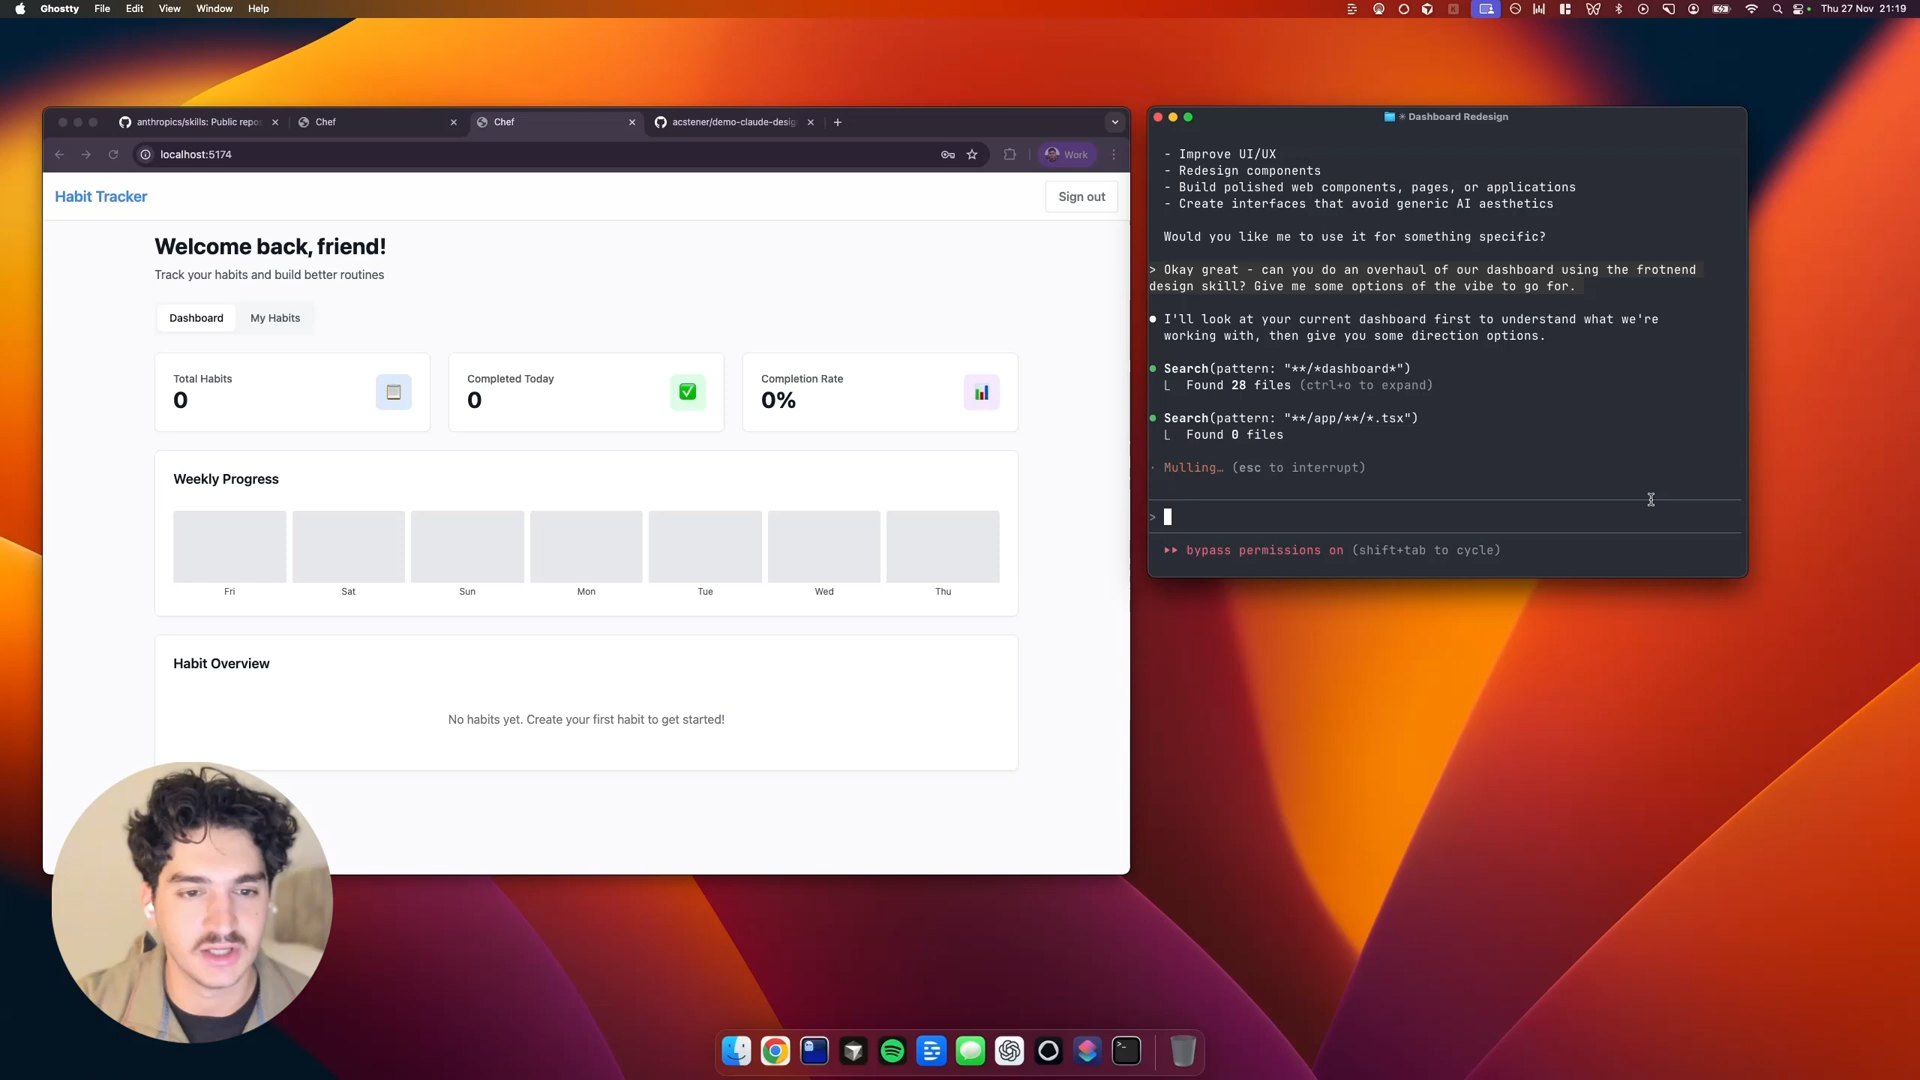 Ghostty File Edit View Window Help
Thu 27 Nov 21:19
anthropics/skills: Public repo
Chef
Chef
acstener/demo-claude-desig
localhost:5174
Work
Habit Tracker
Sign out
Welcome back, friend!
Track your habits and build better routines
Dashboard
My Habits
Total Habits
0
Completed Today
0
Completion Rate
0%
Weekly Progress
Fri
Sat
Sun
Mon
Tue
Wed
Thu
Habit Overview
No habits yet. Create your first habit to get started!
Dashboard Redesign
- Improve UI/UX
- Redesign components
- Build polished web components, pages, or applications
- Create interfaces that avoid generic AI aesthetics
Would you like me to use it for something specific?
> Okay great - can you do an overhaul of our dashboard using the frotnend
design skill? Give me some options of the vibe to go for.
● I'll look at your current dashboard first to understand what we're
working with, then give you some direction options.
● Search(pattern: "**/*dashboard*")
⎿ Found 28 files (ctrl+o to expand)
● Search(pattern: "**/app/**/*.tsx")
⎿ Found 0 files
· Mulling… (esc to interrupt)
>
bypass permissions on (shift+tab to cycle)